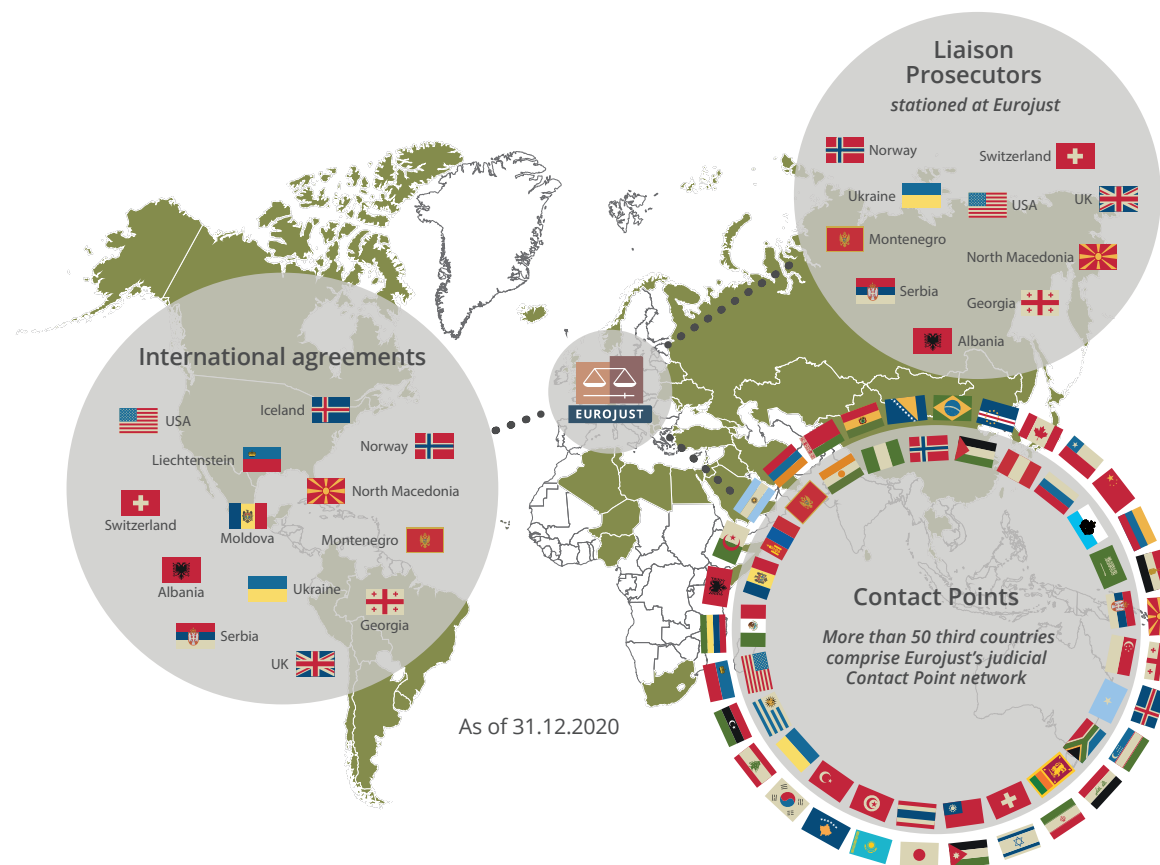 Liaison
Prosecutors
stationed at Eurojust
Norway
Switzerland
Ukraine
USA
UK
Montenegro
North Macedonia
Serbia
Georgia
Albania
International agreements
USA
Iceland
Norway
Liechtenstein
North Macedonia
Switzerland
Moldova
Montenegro
Albania
Ukraine
Georgia
Serbia
UK
EUROJUST
Contact Points
More than 50 third countries
comprise Eurojust's judicial
Contact Point network
As of 31.12.2020